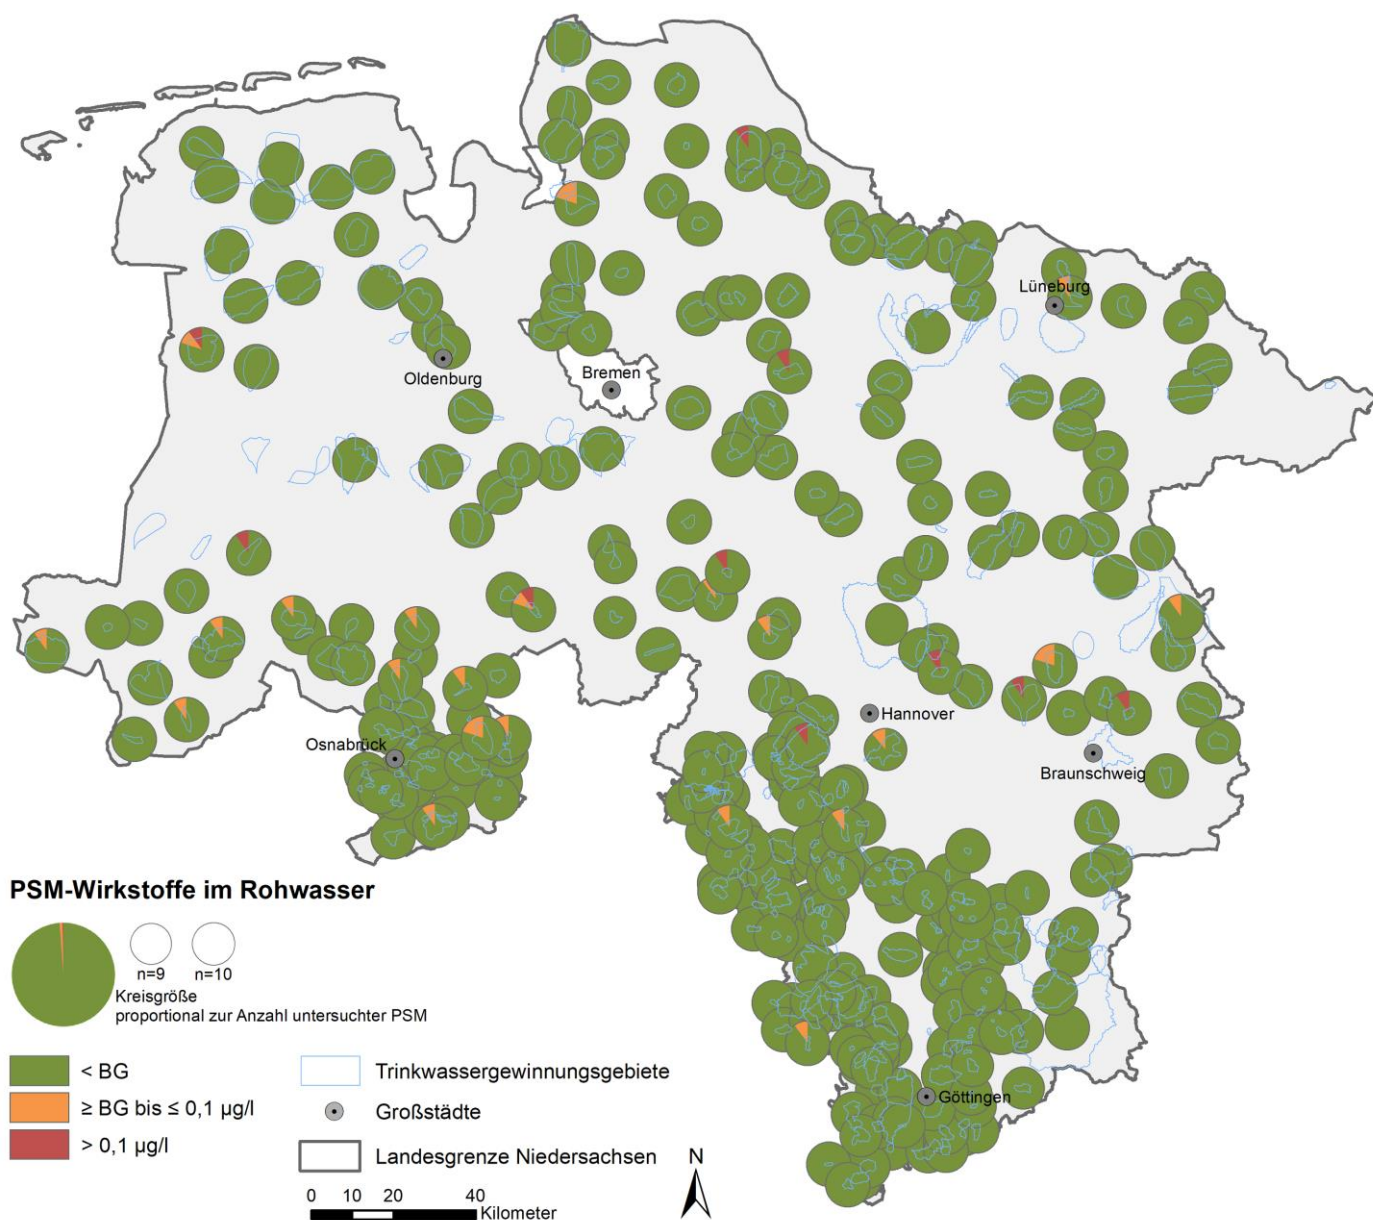 Lüneburg
Oldenburg
Bremen
Hannover
Osnabrück
Braunschweig
Göttingen
PSM-Wirkstoffe im Rohwasser
n=9 n=10
Kreisgröße
proportional zur Anzahl untersuchter PSM
< BG
≥ BG bis ≤ 0,1 µg/l
> 0,1 µg/l
Trinkwassergewinnungsgebiete
Großstädte
Landesgrenze Niedersachsen
0 10 20 40
Kilometer
N